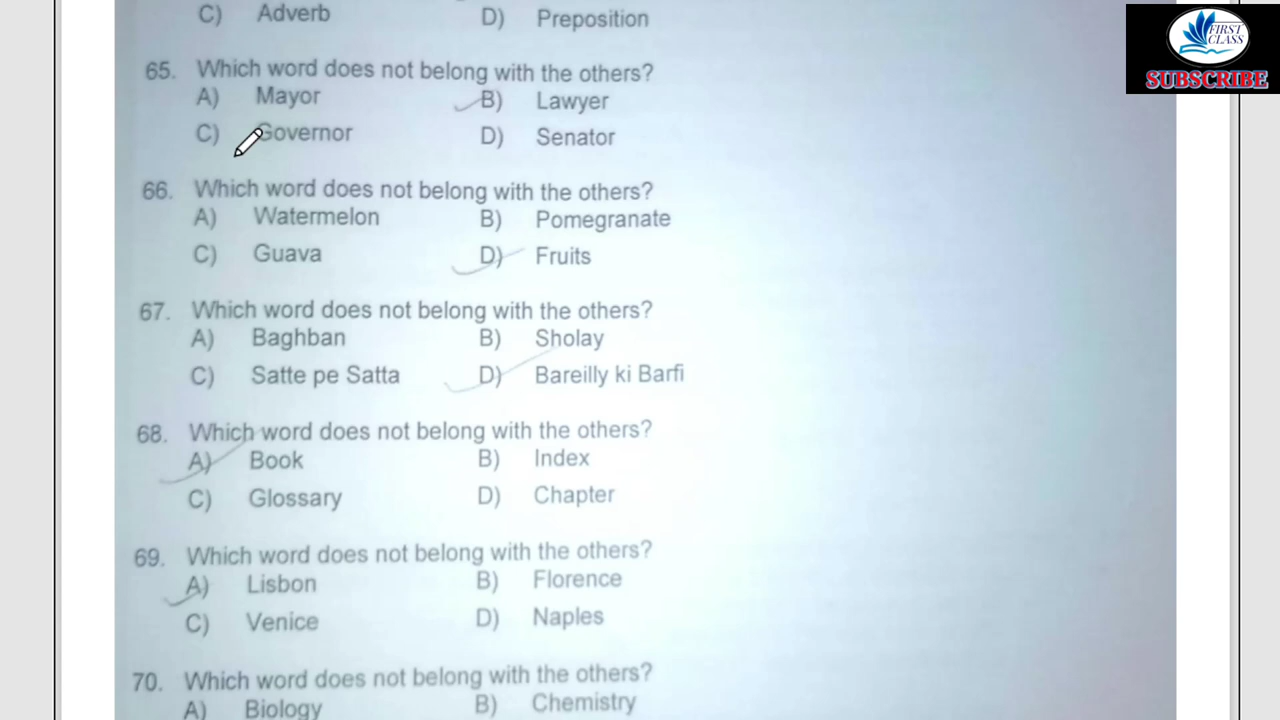 C) Adverb D) Preposition
FIRST
CLASS
SUBSCRIBE
65. Which word does not belong with the others?
A) Mayor B) Lawyer
C) Governor D) Senator
66. Which word does not belong with the others?
A) Watermelon B) Pomegranate
C) Guava D) Fruits
67. Which word does not belong with the others?
A) Baghban B) Sholay
C) Satte pe Satta D) Bareilly ki Barfi
68. Which word does not belong with the others?
A) Book B) Index
C) Glossary D) Chapter
69. Which word does not belong with the others?
A) Lisbon B) Florence
C) Venice D) Naples
70. Which word does not belong with the others?
A) Biology B) Chemistry